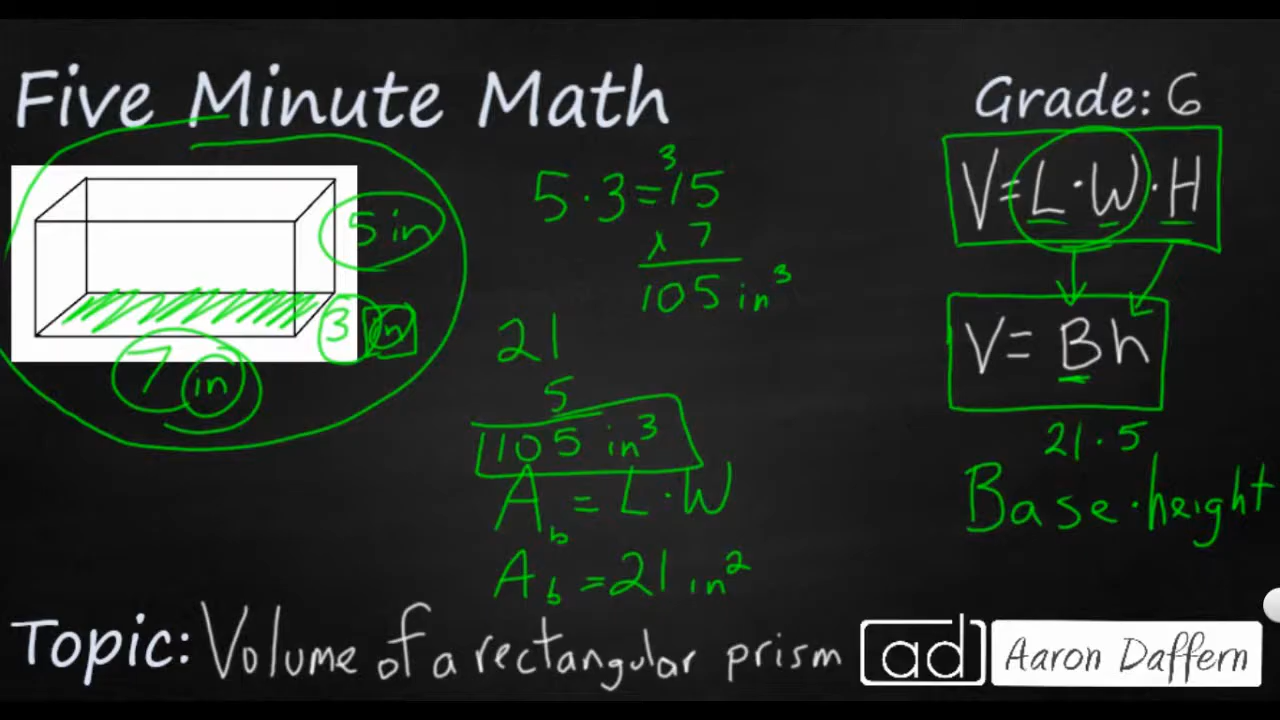 Five Minute Math
Grade: 6
5 in
3 in
7 in
5 · 3 = 15
3
x 7
105 in³
21
5
105 in³
A_b = L · W
A_b = 21 in²
V = L · W · H
V = Bh
21 · 5
Base · height
Topic: Volume of a rectangular prism
ad
Aaron Daffern